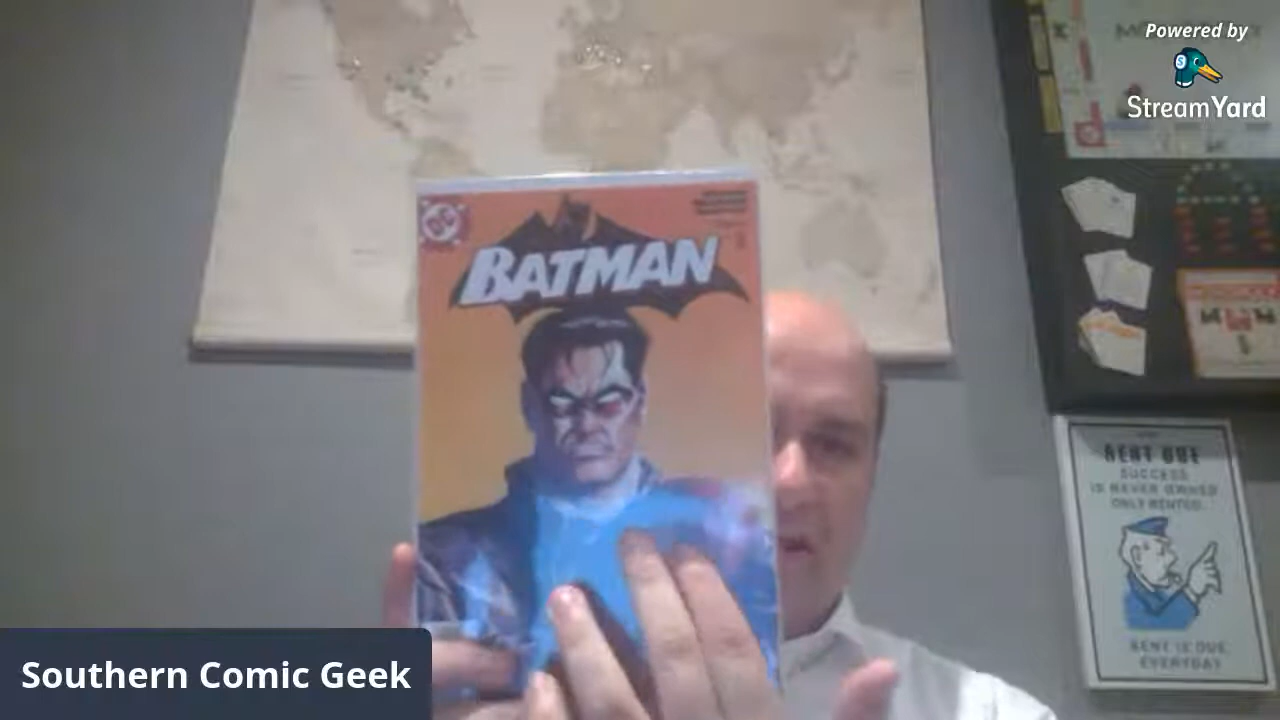 Powered by
StreamYard
DC
BATMAN
RENT DUE
SUCCESS
IS NEVER OWNED
ONLY RENTED.
RENT IS DUE
EVERYDAY
Southern Comic Geek